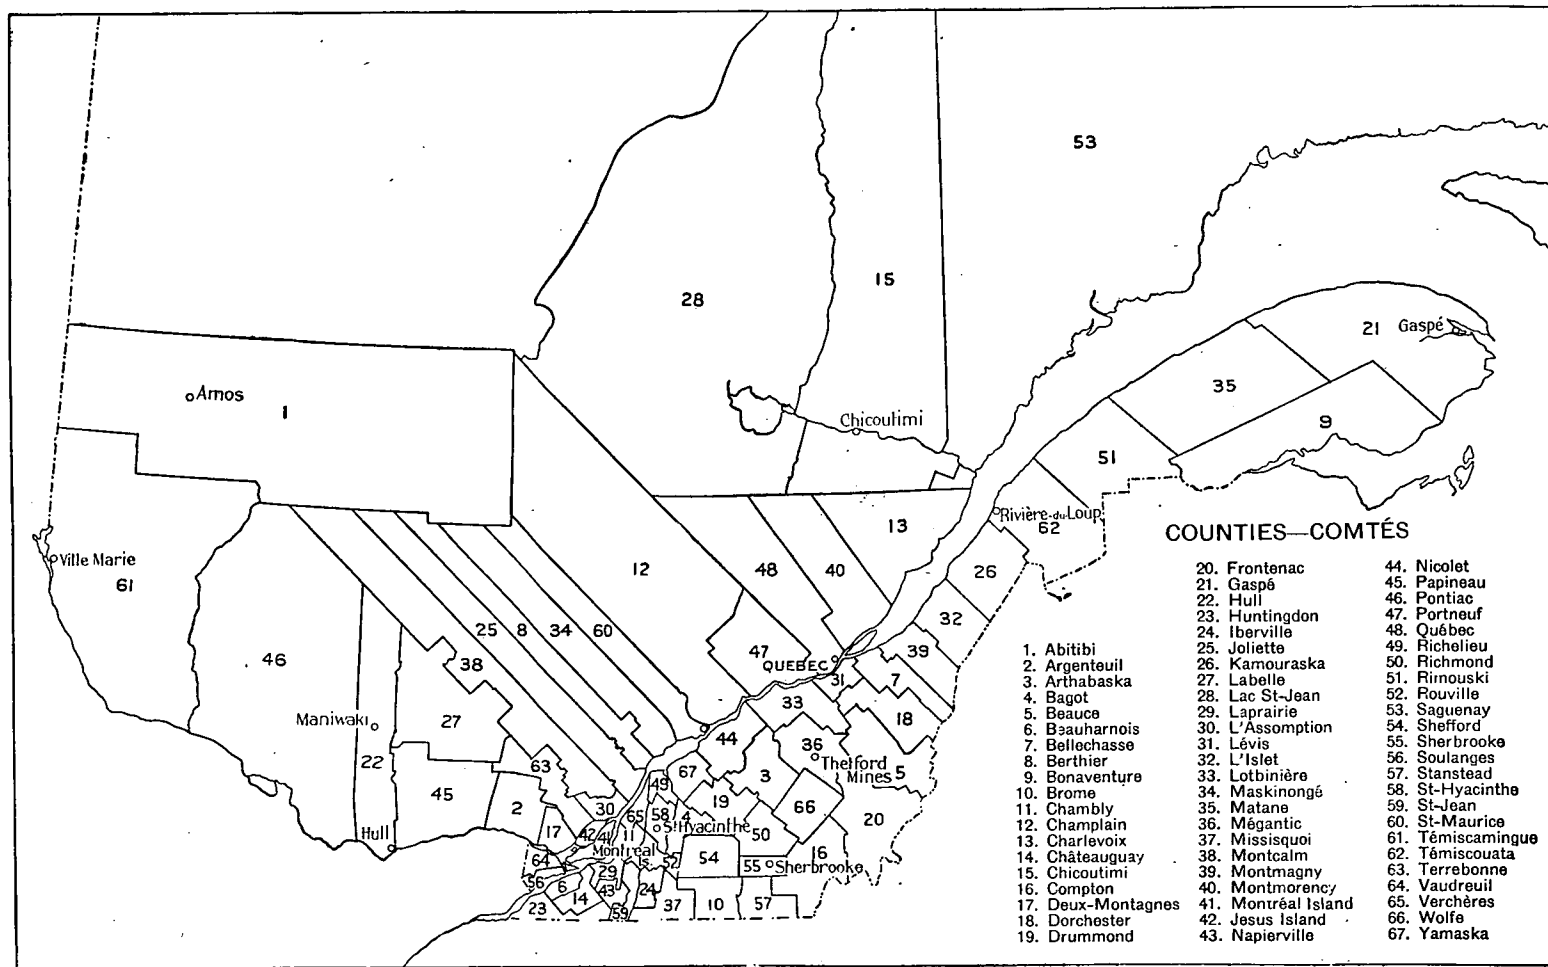 53
15
28
21
Gaspé
35
Amos
1
Chicoutimi
9
51
Rivière-du-Loup
62
13
COUNTIES—COMTÉS
Ville Marie
61
12
48
40
26
32
25
8
34
60
39
46
38
47
QUEBEC
31
7
33
18
Maniwaki
27
44
36
Thetford
Mines
5
22
63
67
3
49
19
66
45
2
30
65
58
4
20
Hull
17
42
41
11
St-Hyacinthe
50
Montreal
Is.
52
54
16
64
55
Sherbrooke
56
6
29
14
43
24
23
59
37
10
57
1. Abitibi
2. Argenteuil
3. Arthabaska
4. Bagot
5. Beauce
6. Beauharnois
7. Bellechasse
8. Berthier
9. Bonaventure
10. Brome
11. Chambly
12. Champlain
13. Charlevoix
14. Châteauguay
15. Chicoutimi
16. Compton
17. Deux-Montagnes
18. Dorchester
19. Drummond
20. Frontenac
21. Gaspé
22. Hull
23. Huntingdon
24. Iberville
25. Joliette
26. Kamouraska
27. Labelle
28. Lac St-Jean
29. Laprairie
30. L'Assomption
31. Lévis
32. L'Islet
33. Lotbinière
34. Maskinongé
35. Matane
36. Mégantic
37. Missisquoi
38. Montcalm
39. Montmagny
40. Montmorency
41. Montréal Island
42. Jesus Island
43. Napierville
44. Nicolet
45. Papineau
46. Pontiac
47. Portneuf
48. Québec
49. Richelieu
50. Richmond
51. Rimouski
52. Rouville
53. Saguenay
54. Shefford
55. Sherbrooke
56. Soulanges
57. Stanstead
58. St-Hyacinthe
59. St-Jean
60. St-Maurice
61. Témiscamingue
62. Témiscouata
63. Terrebonne
64. Vaudreuil
65. Verchères
66. Wolfe
67. Yamaska